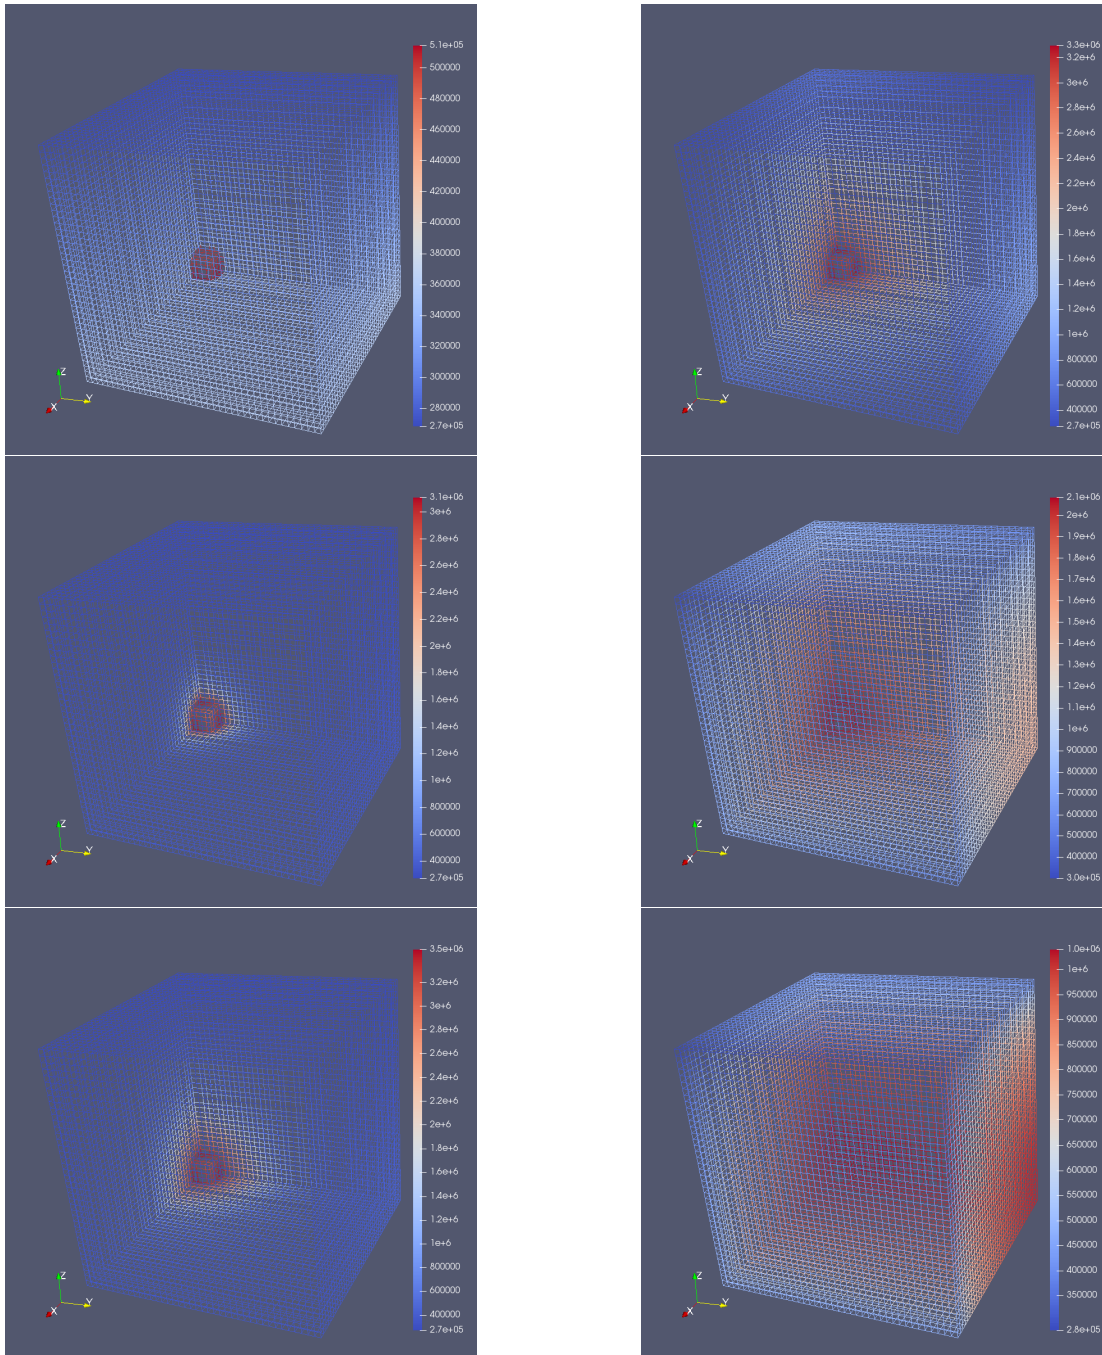 5.1e+05
500000
480000
460000
440000
420000
400000
380000
360000
340000
320000
300000
280000
2.7e+05
Z
Y
X
3.3e+06
3.2e+6
3e+6
2.8e+6
2.6e+6
2.4e+6
2.2e+6
2e+6
1.8e+6
1.6e+6
1.4e+6
1.2e+6
1e+6
800000
600000
400000
2.7e+05
Z
Y
X
3.1e+06
3e+6
2.8e+6
2.6e+6
2.4e+6
2.2e+6
2e+6
1.8e+6
1.6e+6
1.4e+6
1.2e+6
1e+6
800000
600000
400000
2.7e+05
Z
Y
X
2.1e+06
2e+6
1.9e+6
1.8e+6
1.7e+6
1.6e+6
1.5e+6
1.4e+6
1.3e+6
1.2e+6
1.1e+6
1e+6
900000
800000
700000
600000
500000
400000
3.0e+05
Z
Y
X
3.5e+06
3.2e+6
3e+6
2.8e+6
2.6e+6
2.4e+6
2.2e+6
2e+6
1.8e+6
1.6e+6
1.4e+6
1.2e+6
1e+6
800000
600000
400000
2.7e+05
Z
Y
X
1.0e+06
1e+6
950000
900000
850000
800000
750000
700000
650000
600000
550000
500000
450000
400000
350000
2.8e+05
Z
Y
X